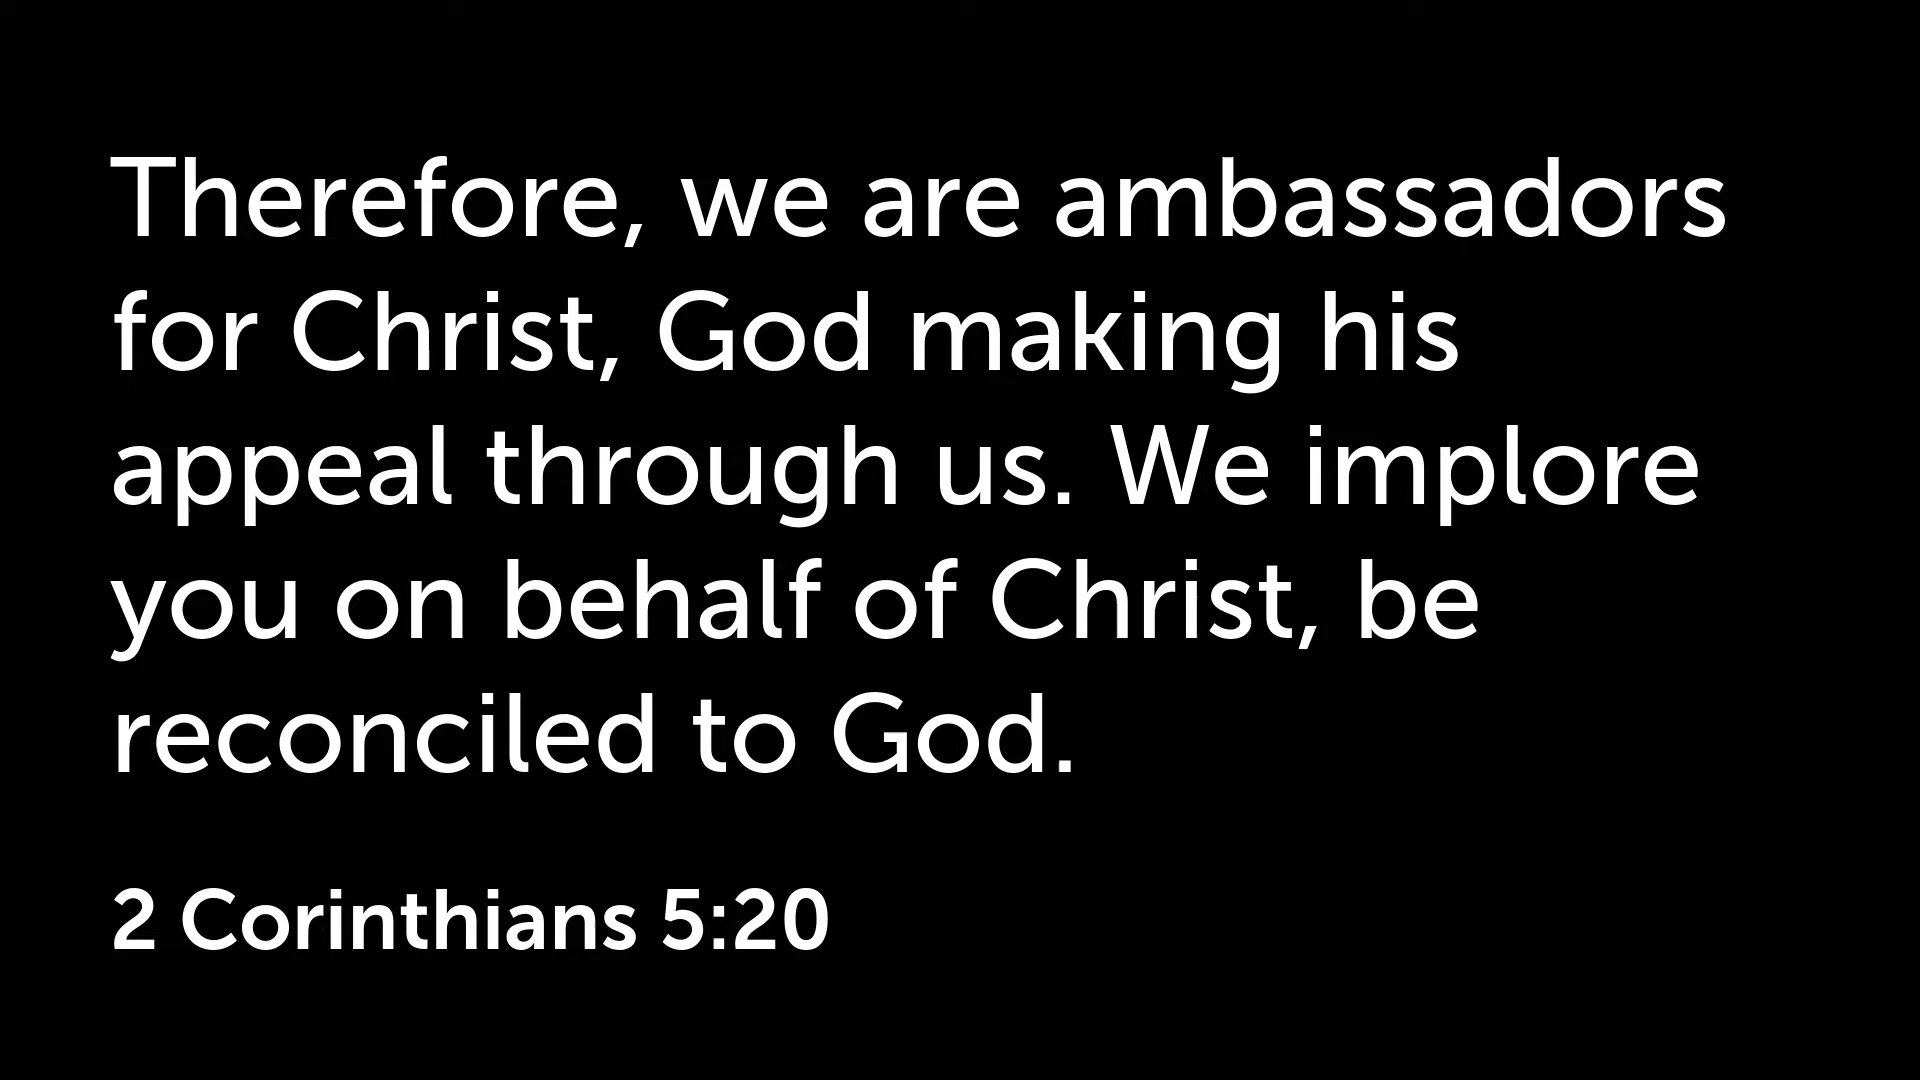 Therefore, we are ambassadors
for Christ, God making his
appeal through us. We implore
you on behalf of Christ, be
reconciled to God.
2 Corinthians 5:20